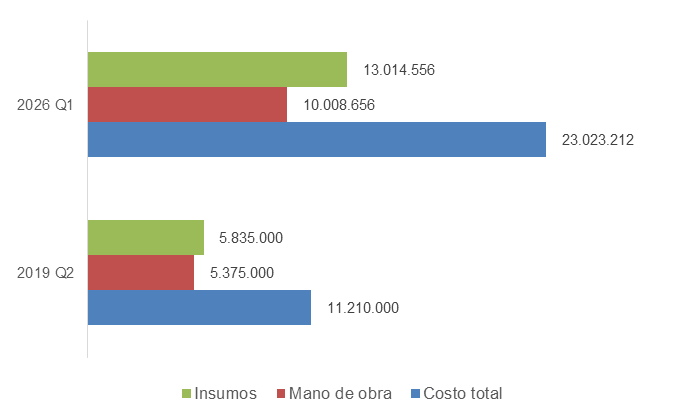 13.014.556
2026 Q1
10.008.656
23.023.212
5.835.000
2019 Q2
5.375.000
11.210.000
Insumos
Mano de obra
Costo total